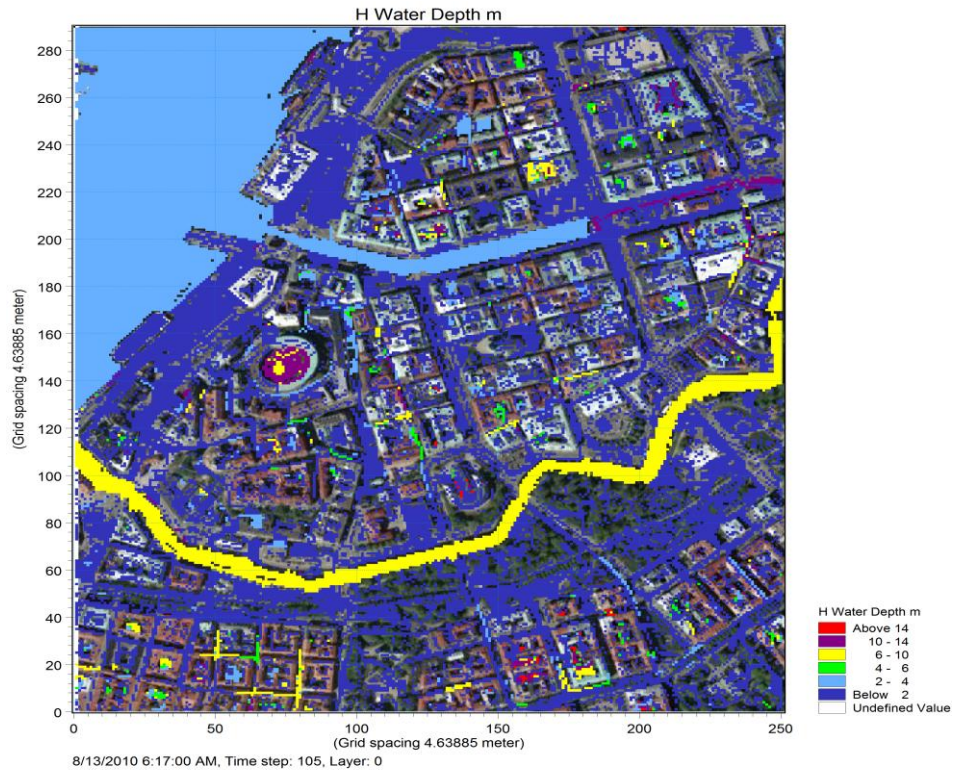 H Water Depth m
280
260
240
220
200
180
160
140
120
100
80
60
40
20
0
(Grid spacing 4.63885 meter)
0 50 100 150 200 250
(Grid spacing 4.63885 meter)
8/13/2010 6:17:00 AM, Time step: 105, Layer: 0
H Water Depth m
Above 14
10 - 14
6 - 10
4 - 6
2 - 4
Below 2
Undefined Value